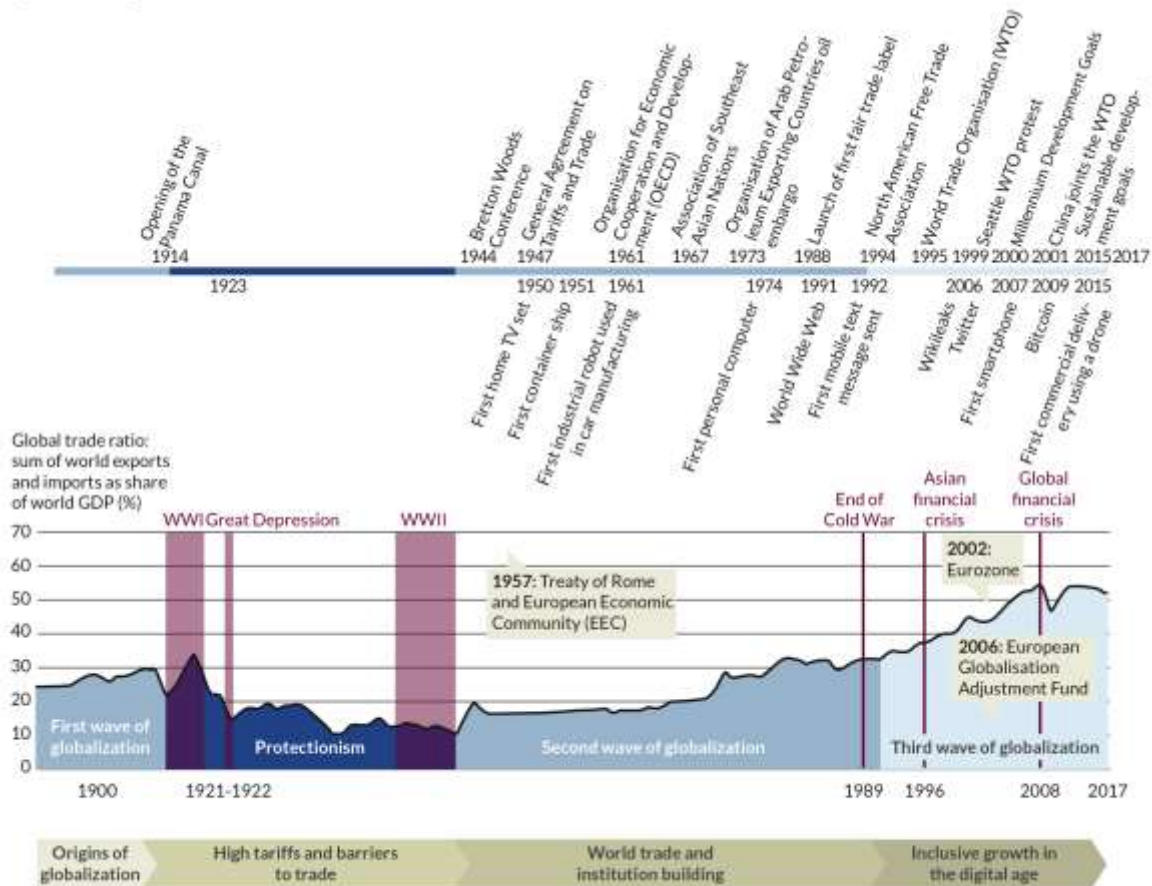 Opening of the
Panama Canal
Bretton Woods
Conference
General Agreement on
Tariffs and Trade
Organisation for Economic
Cooperation and Develop-
ment (OECD)
Association of Southeast
Asian Nations
Organisation of Arab Petro-
leum Exporting Countries oil
embargo
Launch of first fair trade label
North American Free Trade
Association
World Trade Organisation (WTO)
Seattle WTO protest
Millennium Development Goals
China joints the WTO
Sustainable develop-
ment goals
1914 1944 1947 1961 1967 1973 1988 1994 1995 1999 2000 2001 2015 2017
1923 1950 1951 1961 1974 1991 1992 2006 2007 2009 2015
First home TV set
First container ship
First industrial robot used
in car manufacturing
First personal computer
World Wide Web
First mobile text
message sent
Wikileaks
Twitter
First smartphone
Bitcoin
First commercial deliv-
ery using a drone
Global trade ratio:
sum of world exports
and imports as share
of world GDP (%)
WWI Great Depression WWII
End of
Cold War
Asian
financial
crisis
Global
financial
crisis
70
60
50
40
30
20
10
0
1957: Treaty of Rome
and European Economic
Community (EEC)
2002:
Eurozone
2006: European
Globalisation
Adjustment Fund
First wave of
globalization
Protectionism
Second wave of globalization
Third wave of globalization
1900 1921-1922 1989 1996 2008 2017
Origins of
globalization
High tariffs and barriers
to trade
World trade and
institution building
Inclusive growth in
the digital age